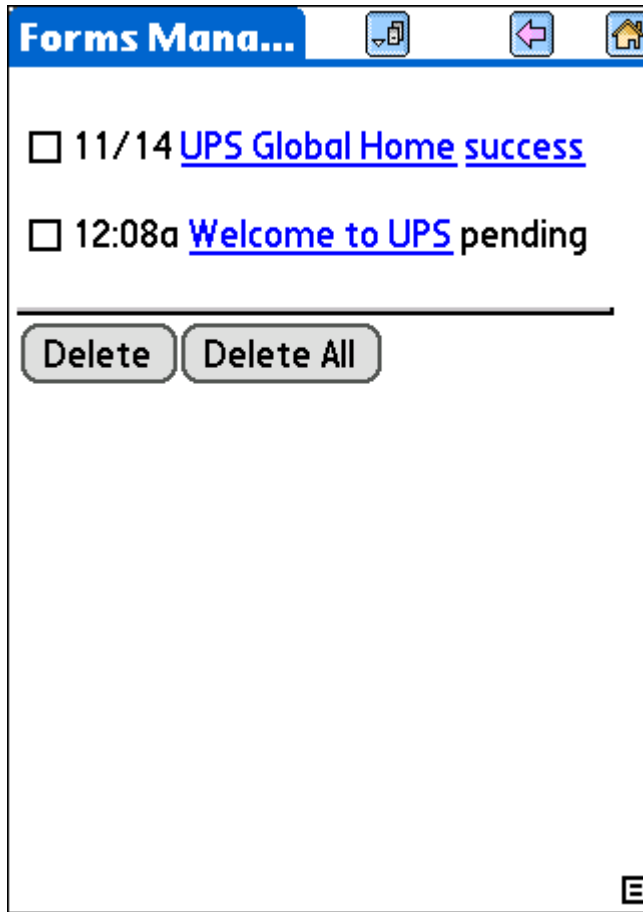 Forms Mana...
11/14 UPS Global Home success
12:08a Welcome to UPS pending
Delete Delete All